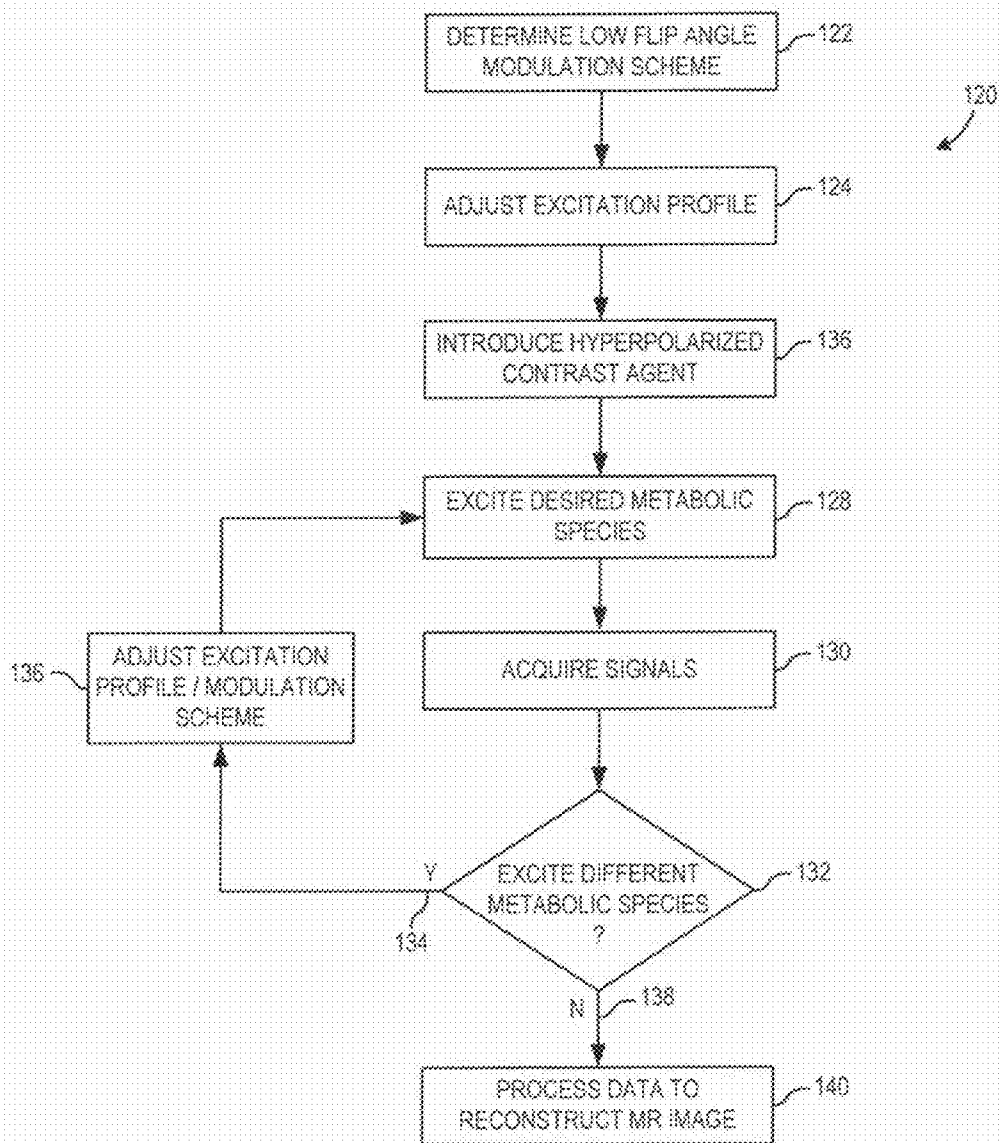 DETERMINE LOW FLIP ANGLE
MODULATION SCHEME
122
120
ADJUST EXCITATION PROFILE
124
INTRODUCE HYPERPOLARIZED
CONTRAST AGENT
136
EXCITE DESIRED METABOLIC
SPECIES
128
136
ADJUST EXCITATION
PROFILE / MODULATION
SCHEME
ACQUIRE SIGNALS
130
Y
134
EXCITE DIFFERENT
METABOLIC SPECIES
?
132
N
138
PROCESS DATA TO
RECONSTRUCT MR IMAGE
140